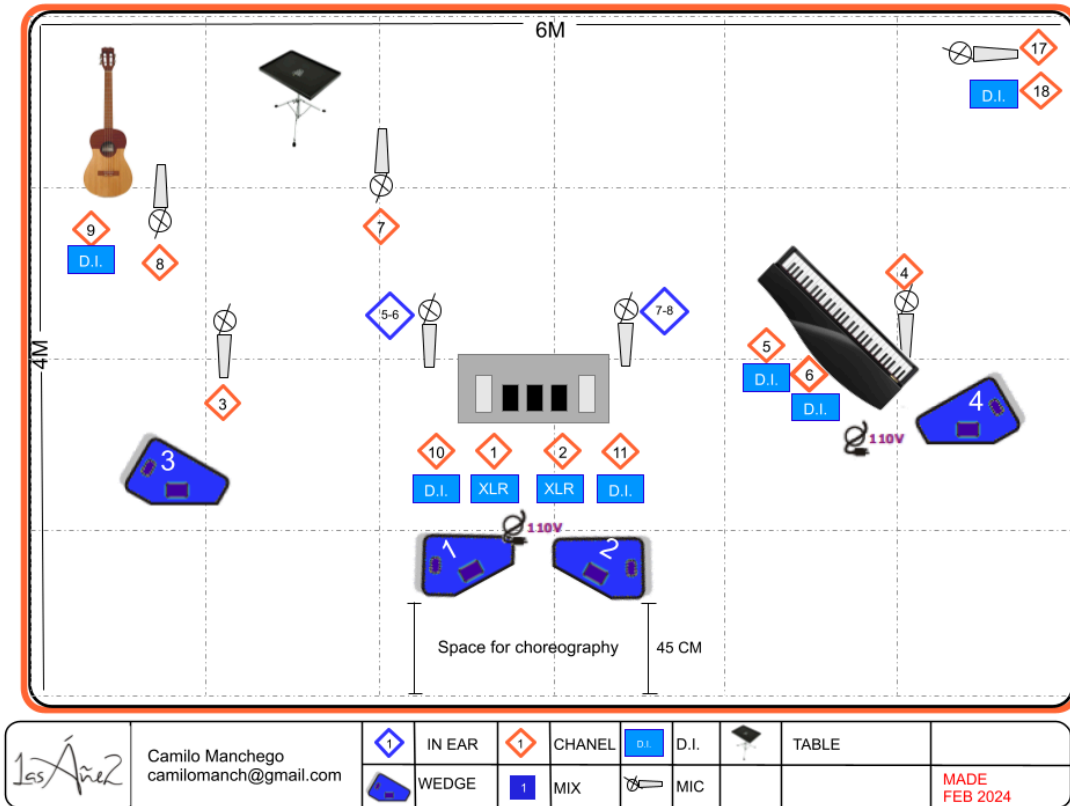 6M
17
D.I.
18
9
D.I.
8
7
4
5-6
7-8
5
D.I.
6
D.I.
4M
3
4
110V
3
10
1
2
11
D.I.
XLR
XLR
D.I.
110V
1
2
Space for choreography
45 CM
las Áñez
Camilo Manchego
camilomanch@gmail.com
1
IN EAR
1
CHANEL
D.I.
D.I.
TABLE
WEDGE
1
MIX
MIC
MADE
FEB 2024